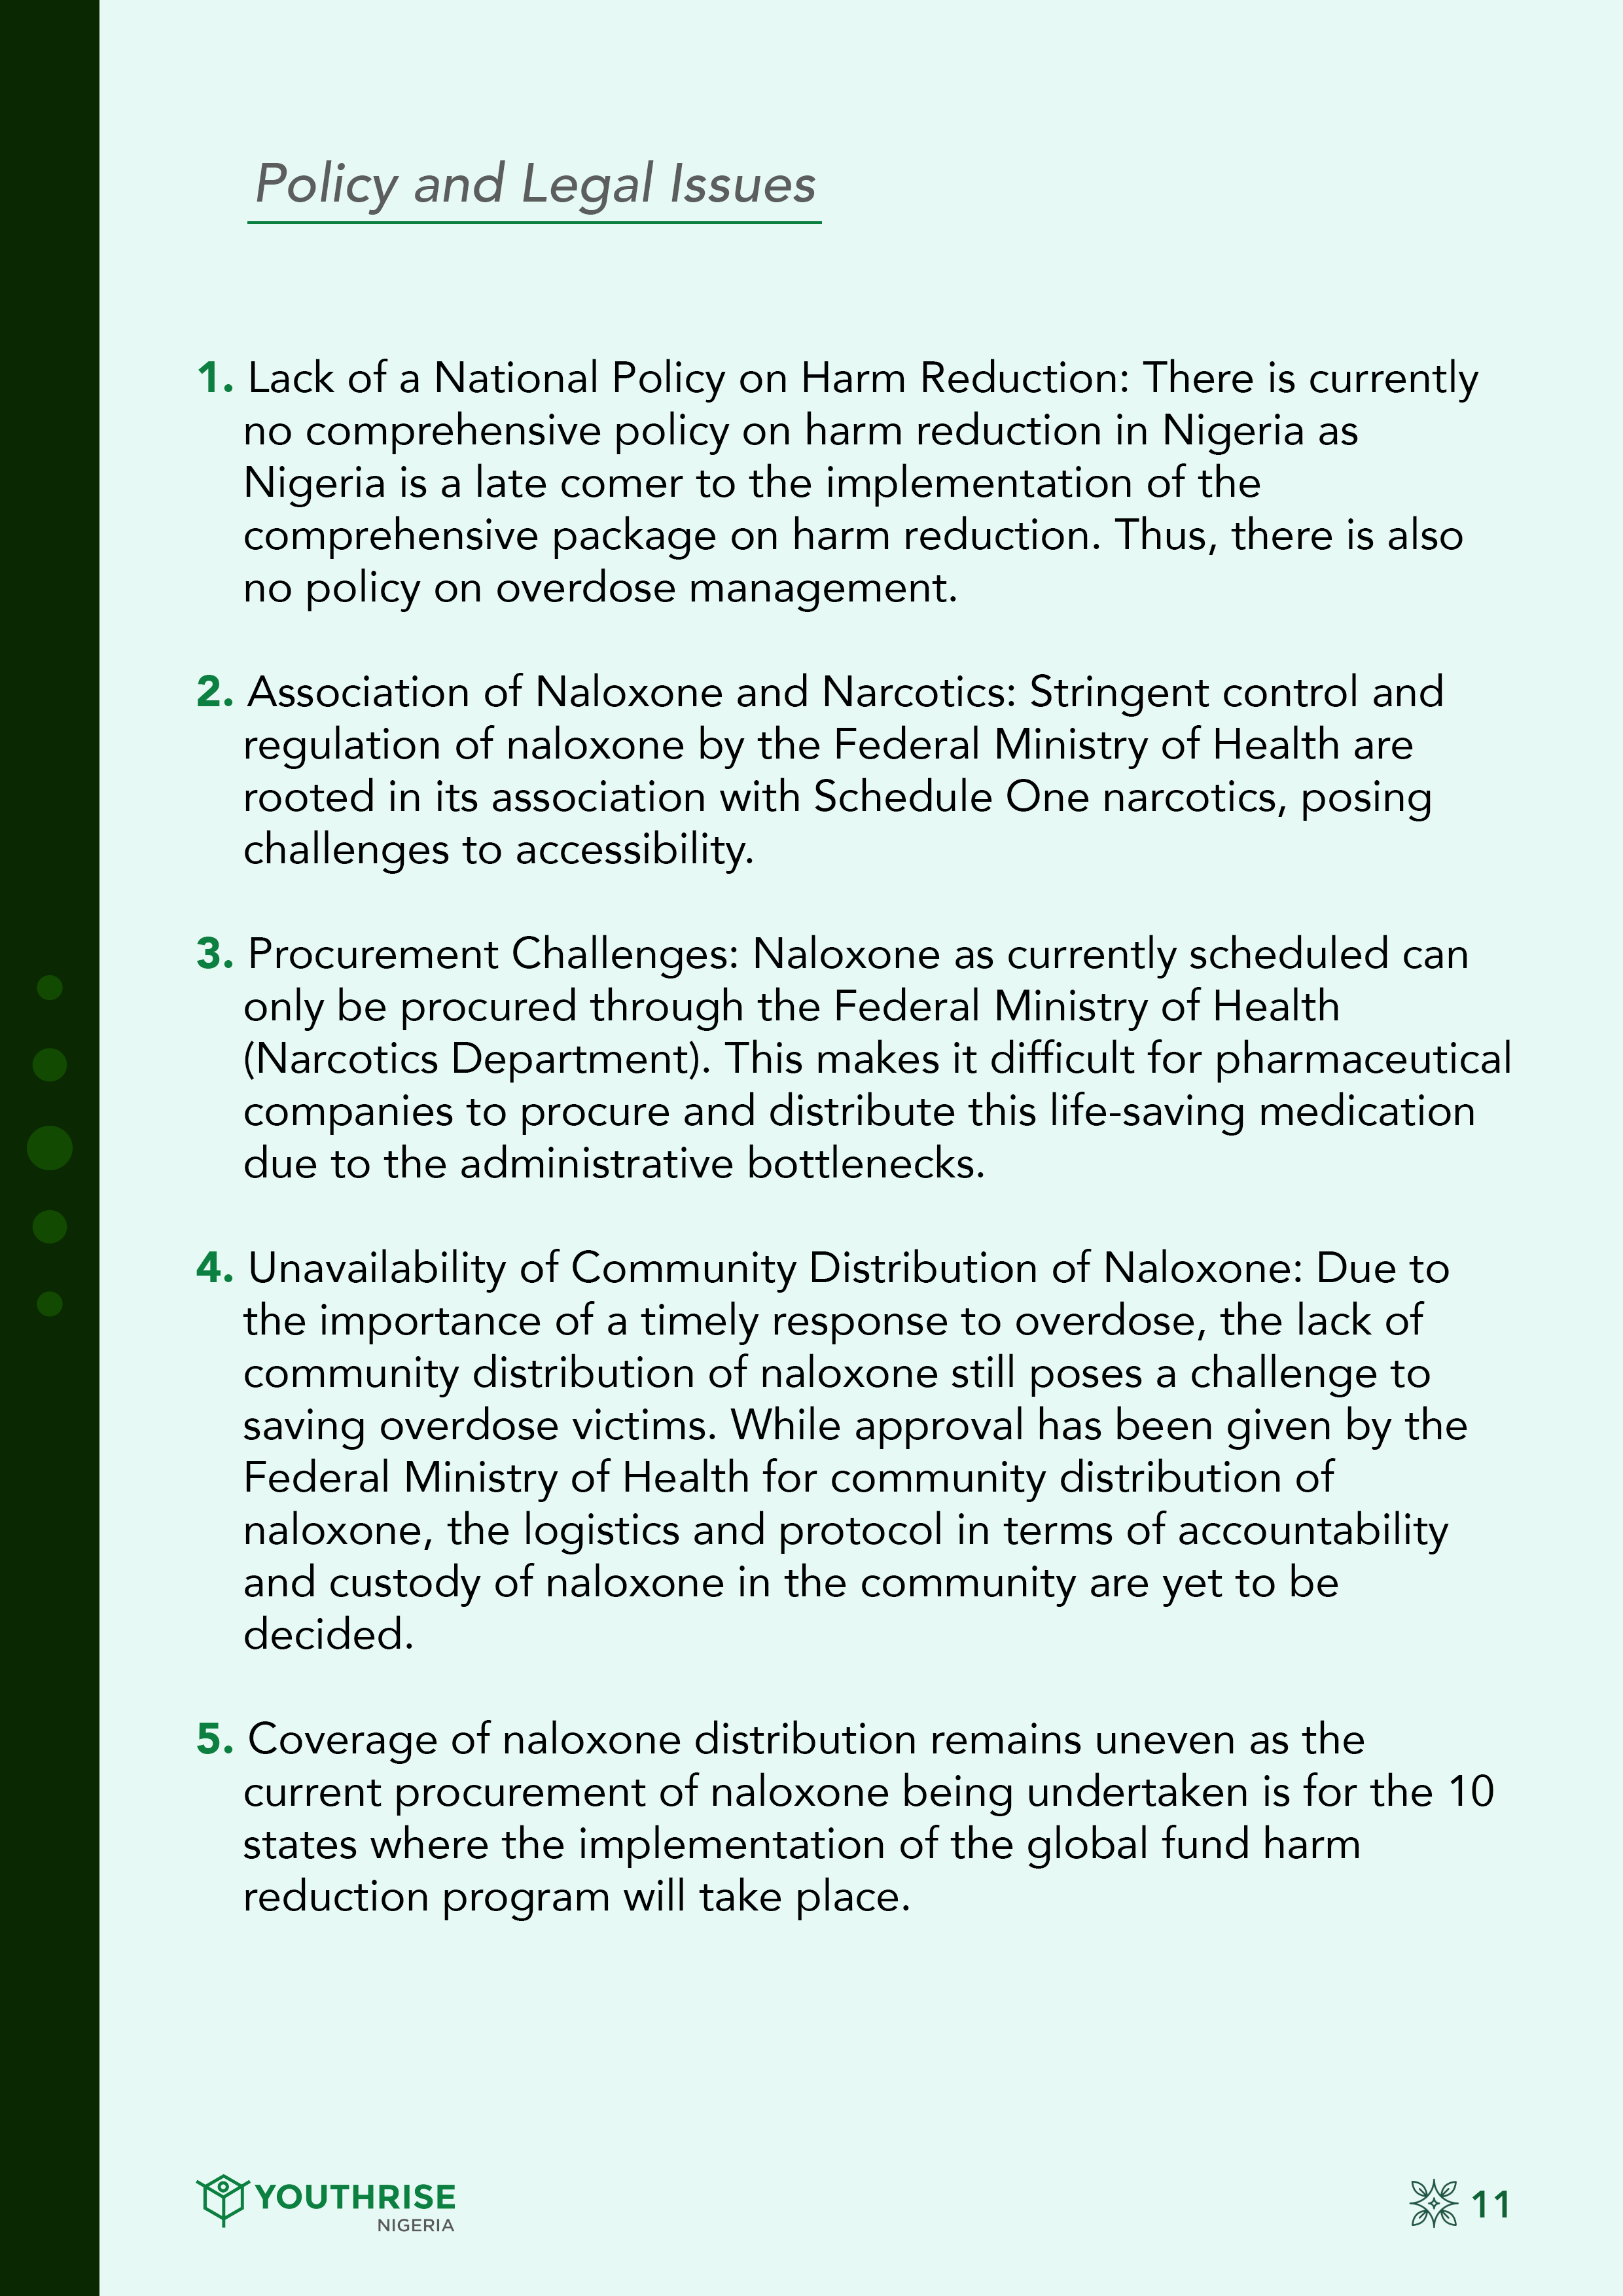 Policy and Legal Issues
1. Lack of a National Policy on Harm Reduction: There is currently
no comprehensive policy on harm reduction in Nigeria as
Nigeria is a late comer to the implementation of the
comprehensive package on harm reduction. Thus, there is also
no policy on overdose management.
2. Association of Naloxone and Narcotics: Stringent control and
regulation of naloxone by the Federal Ministry of Health are
rooted in its association with Schedule One narcotics, posing
challenges to accessibility.
3. Procurement Challenges: Naloxone as currently scheduled can
only be procured through the Federal Ministry of Health
(Narcotics Department). This makes it difficult for pharmaceutical
companies to procure and distribute this life-saving medication
due to the administrative bottlenecks.
4. Unavailability of Community Distribution of Naloxone: Due to
the importance of a timely response to overdose, the lack of
community distribution of naloxone still poses a challenge to
saving overdose victims. While approval has been given by the
Federal Ministry of Health for community distribution of
naloxone, the logistics and protocol in terms of accountability
and custody of naloxone in the community are yet to be
decided.
5. Coverage of naloxone distribution remains uneven as the
current procurement of naloxone being undertaken is for the 10
states where the implementation of the global fund harm
reduction program will take place.
YOUTHRISE
NIGERIA
11